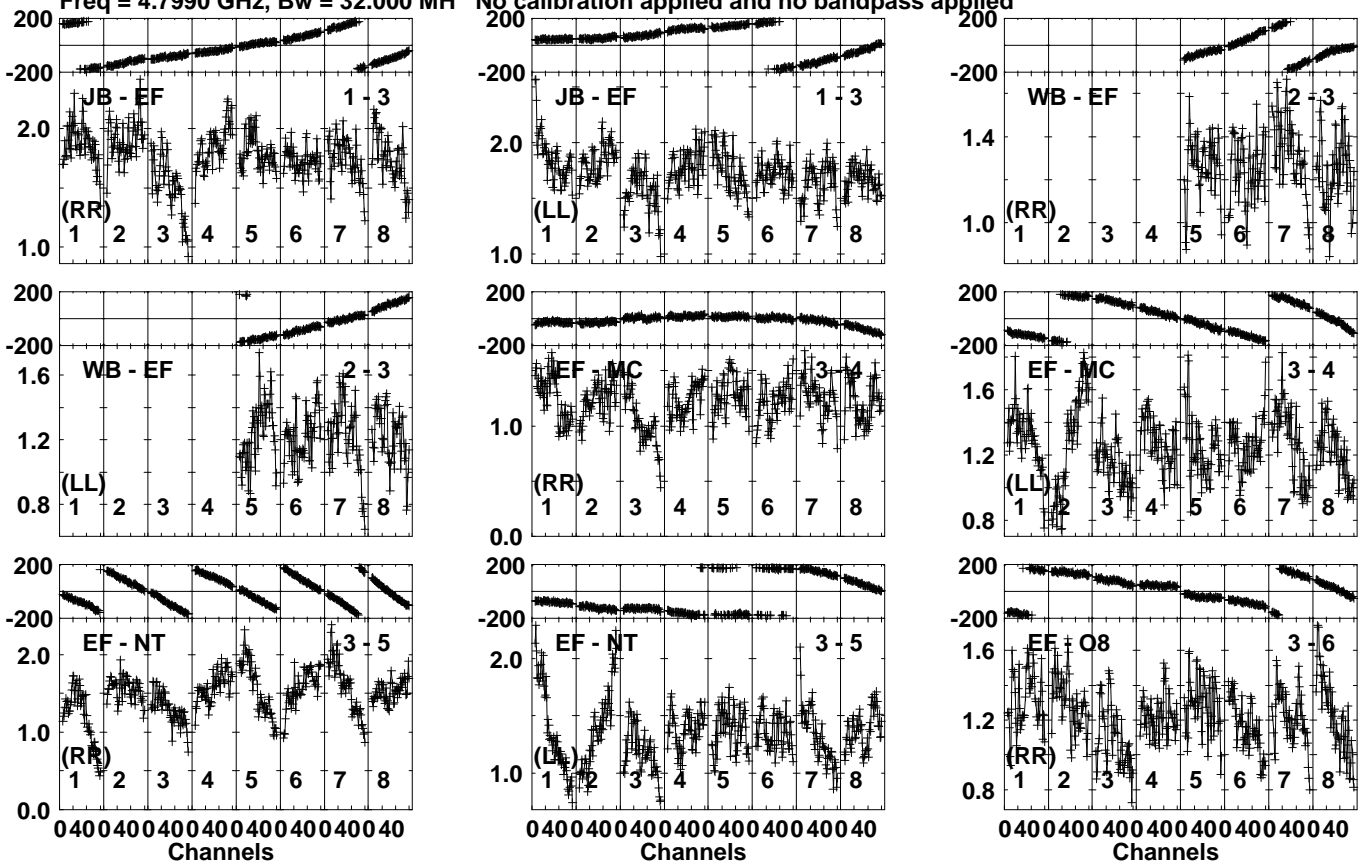 Freq = 4.7990 GHz, Bw = 32.000 MH No calibration applied and no bandpass applied
200
-200
JB - EF 1 - 3
2.0
(RR)
1 2 3 4 5 6 7 8
1.0
JB - EF 1 - 3
2.0
(LL)
1 2 3 4 5 6 7 8
1.0
200
-200
WB - EF 2 - 3
1.4
(RR)
1.0
1 2 3 4 5 6 7 8
200
-200
WB - EF 2 - 3
1.6
1.2
(LL)
0.8
1 2 3 4 5 6 7 8
EF - MC 3 - 4
1.0
(RR)
1 2 3 4 5 6 7 8
0.0
200
-200
EF - MC 3 - 4
1.6
1.2
(LL)
1 2 3 4 5 6 7 8
0.8
200
-200
EF - NT 3 - 5
2.0
1.0
(RR)
1 2 3 4 5 6 7 8
0.0
0 40 0 40 0 40 0 40 0 40 0 40 0 40 0 40
Channels
200
-200
EF - NT 3 - 5
2.0
(LL)
1.0
1 2 3 4 5 6 7 8
0 40 0 40 0 40 0 40 0 40 0 40 0 40 0 40
Channels
200
-200
EF - O8 3 - 6
1.6
1.2
(RR)
1 2 3 4 5 6 7 8
0.8
0 40 0 40 0 40 0 40 0 40 0 40 0 40 0 40
Channels